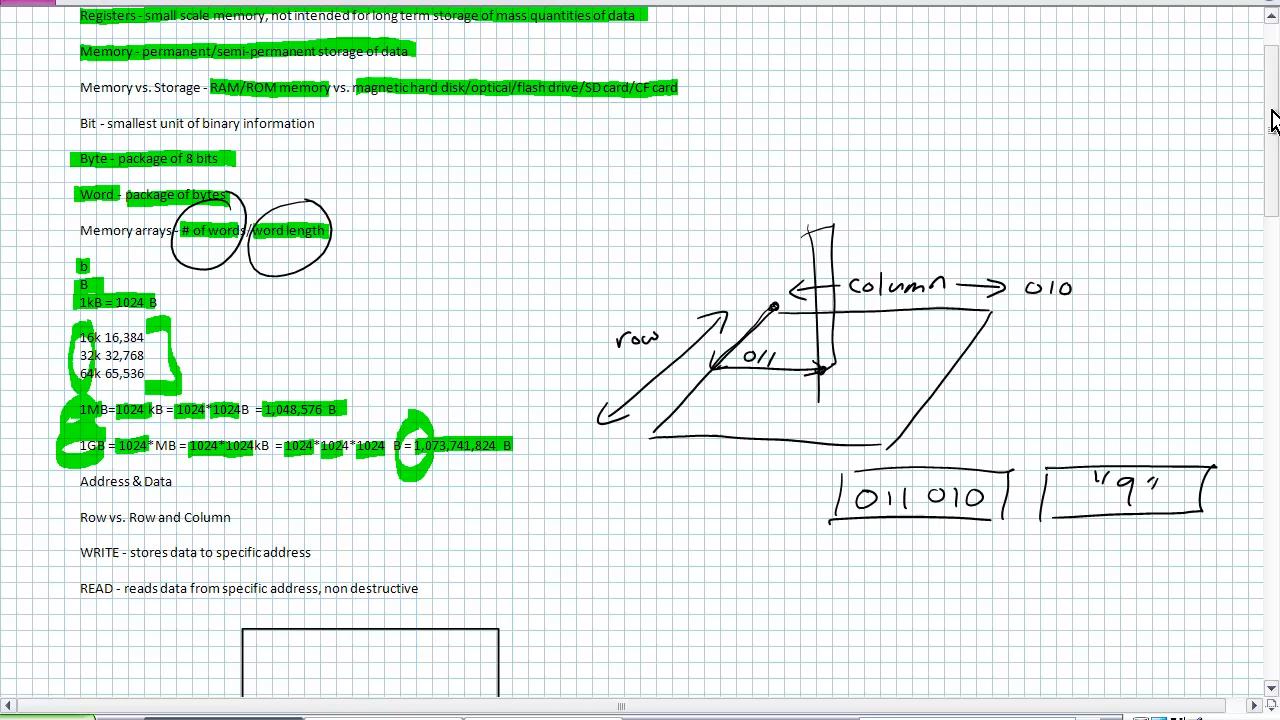 Registers - small scale memory, not intended for long term storage of mass quantities of data
Memory - permanent/semi-permanent storage of data
Memory vs. Storage - RAM/ROM memory vs. magnetic hard disk/optical/flash drive/SD card/CF card
Bit - smallest unit of binary information
Byte - package of 8 bits
Word - package of bytes
Memory arrays - # of words/word length
b
B
1kB = 1024 B
16k 16,384
32k 32,768
64k 65,536
1MB=1024 kB = 1024*1024B = 1,048,576 B
1GB = 1024*MB = 1024*1024kB = 1024*1024*1024 B = 1,073,741,824 B
Address & Data
Row vs. Row and Column
WRITE - stores data to specific address
READ - reads data from specific address, non destructive
column 010
row
011
011 010 "9"